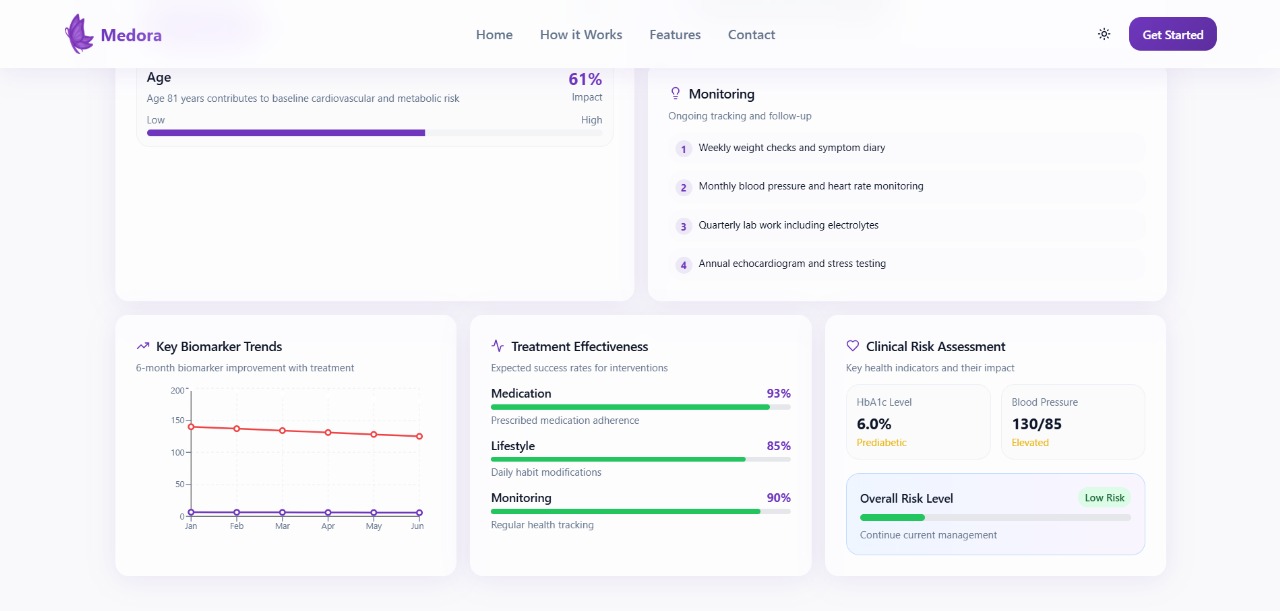 Medora
Home How it Works Features Contact
Get Started
Age
61%
Age 81 years contributes to baseline cardiovascular and metabolic risk
Impact
Low High
Monitoring
Ongoing tracking and follow-up
1 Weekly weight checks and symptom diary
2 Monthly blood pressure and heart rate monitoring
3 Quarterly lab work including electrolytes
4 Annual echocardiogram and stress testing
Key Biomarker Trends
6-month biomarker improvement with treatment
200
150
100
50
0
Jan Feb Mar Apr May Jun
Treatment Effectiveness
Expected success rates for interventions
Medication 93%
Prescribed medication adherence
Lifestyle 85%
Daily habit modifications
Monitoring 90%
Regular health tracking
Clinical Risk Assessment
Key health indicators and their impact
HbA1c Level
6.0%
Prediabetic
Blood Pressure
130/85
Elevated
Overall Risk Level Low Risk
Continue current management